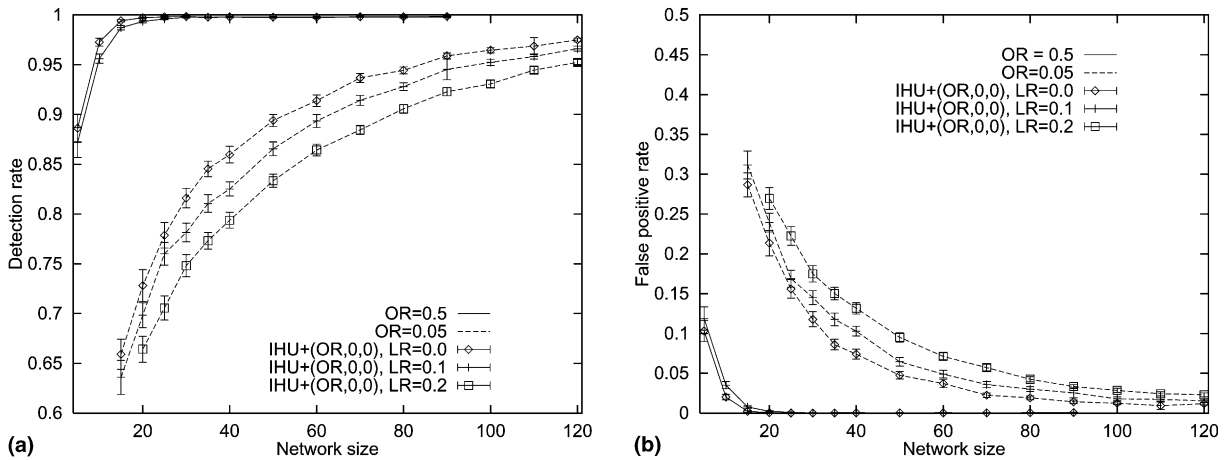 1
0.95
0.9
0.85
0.8
0.75
0.7
0.65
0.6
Detection rate
20 40 60 80 100 120
Network size
OR=0.5
OR=0.05
IHU+(OR,0,0), LR=0.0
IHU+(OR,0,0), LR=0.1
IHU+(OR,0,0), LR=0.2
(a)
0.5
0.45
0.4
0.35
0.3
0.25
0.2
0.15
0.1
0.05
0
False positive rate
20 40 60 80 100 120
Network size
OR = 0.5
OR=0.05
IHU+(OR,0,0), LR=0.0
IHU+(OR,0,0), LR=0.1
IHU+(OR,0,0), LR=0.2
(b)